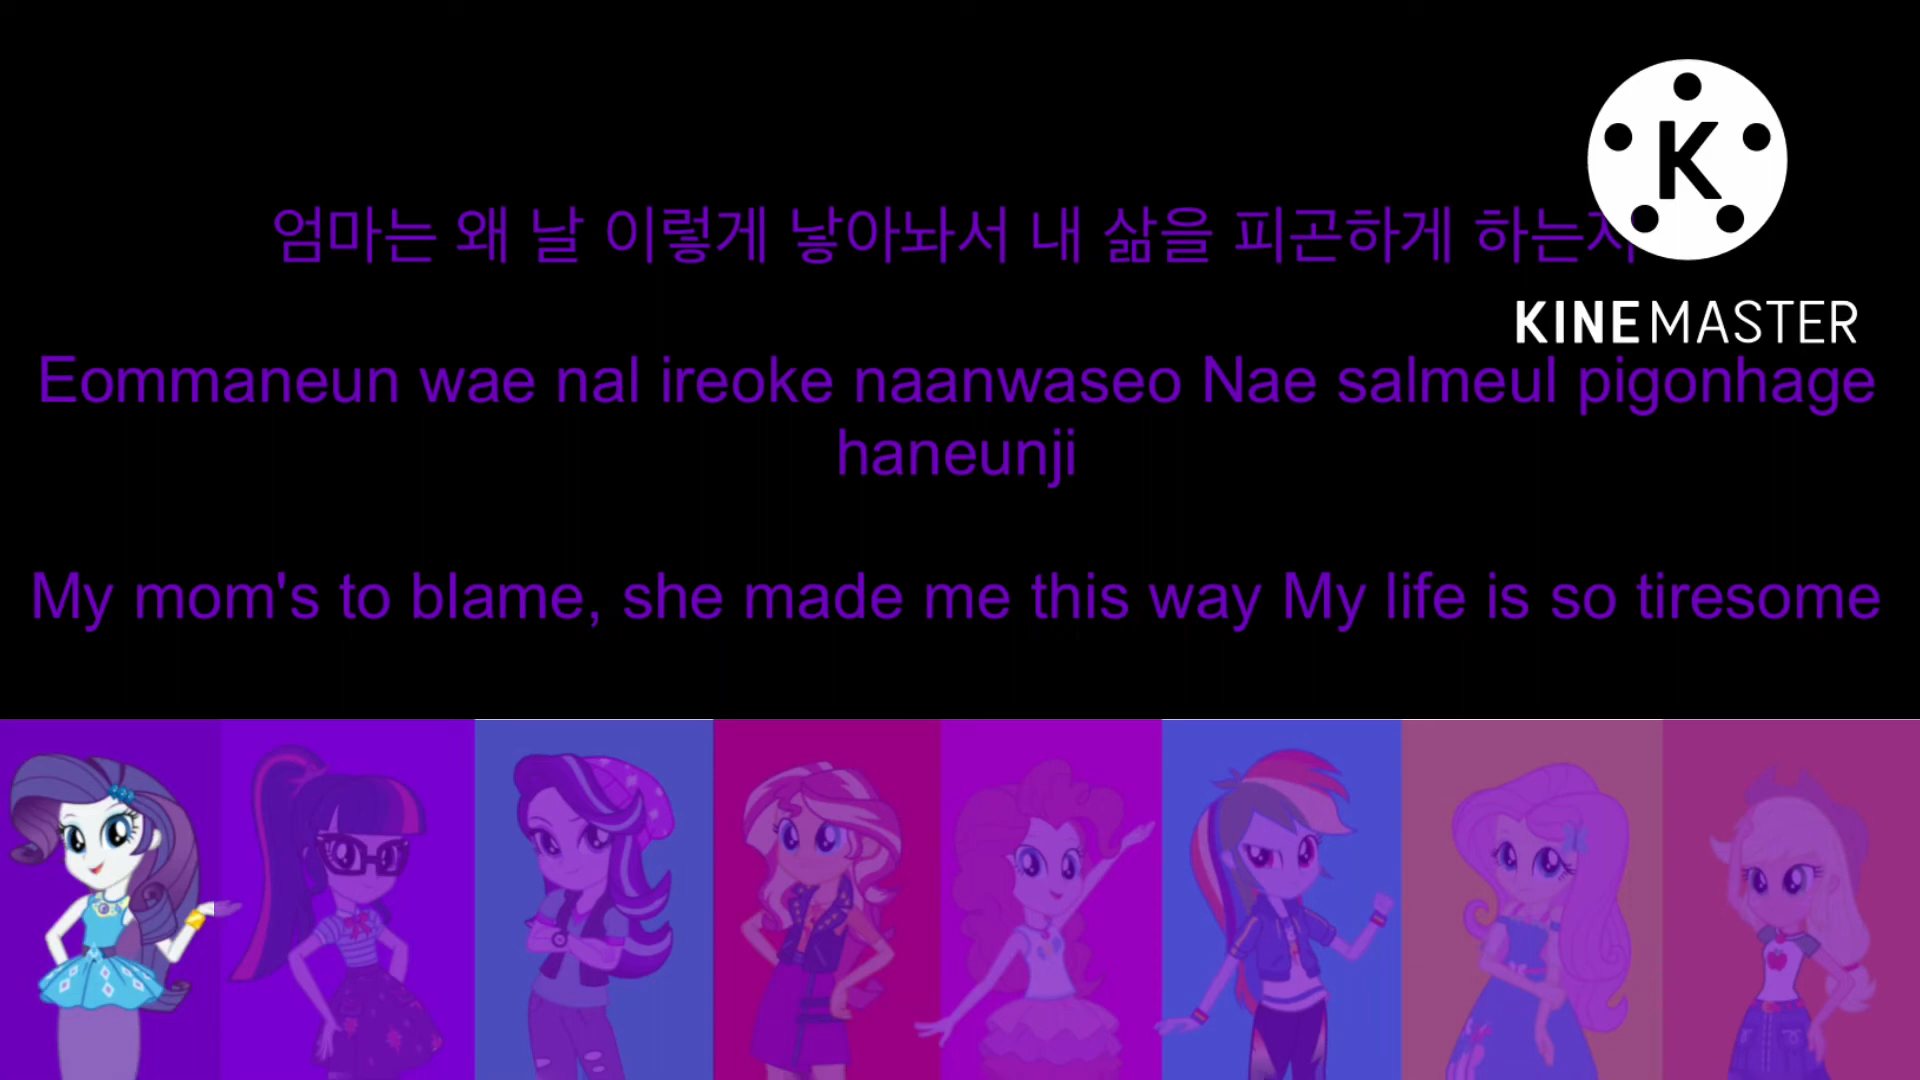 엄마는 왜 날 이렇게 낳아놔서 내 삶을 피곤하게 하는지
K
KINEMASTER
Eommaneun wae nal ireoke naanwaseo Nae salmeul pigonhage
haneunji
My mom's to blame, she made me this way My life is so tiresome